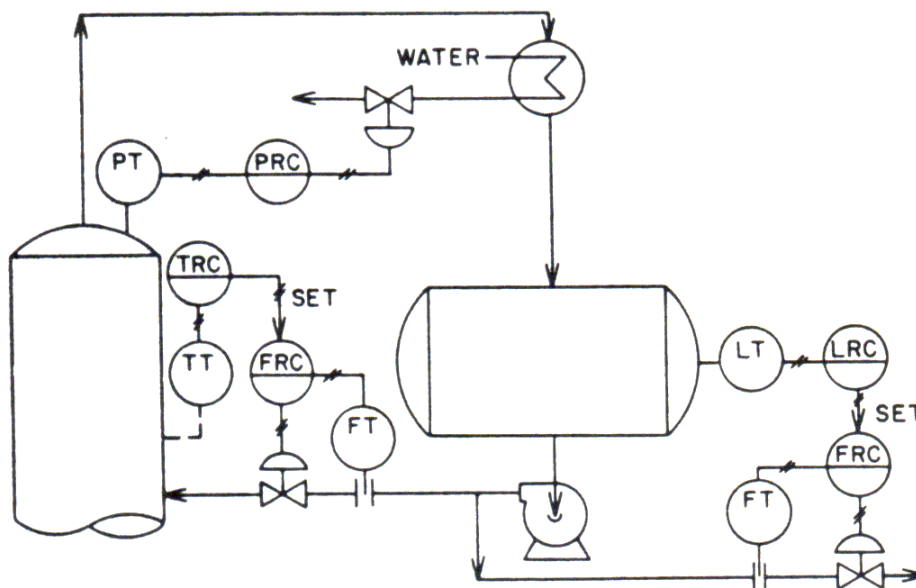 WATER
PT
PRC
TRC
SET
TT
FRC
FT
LT
LRC
SET
FRC
FT